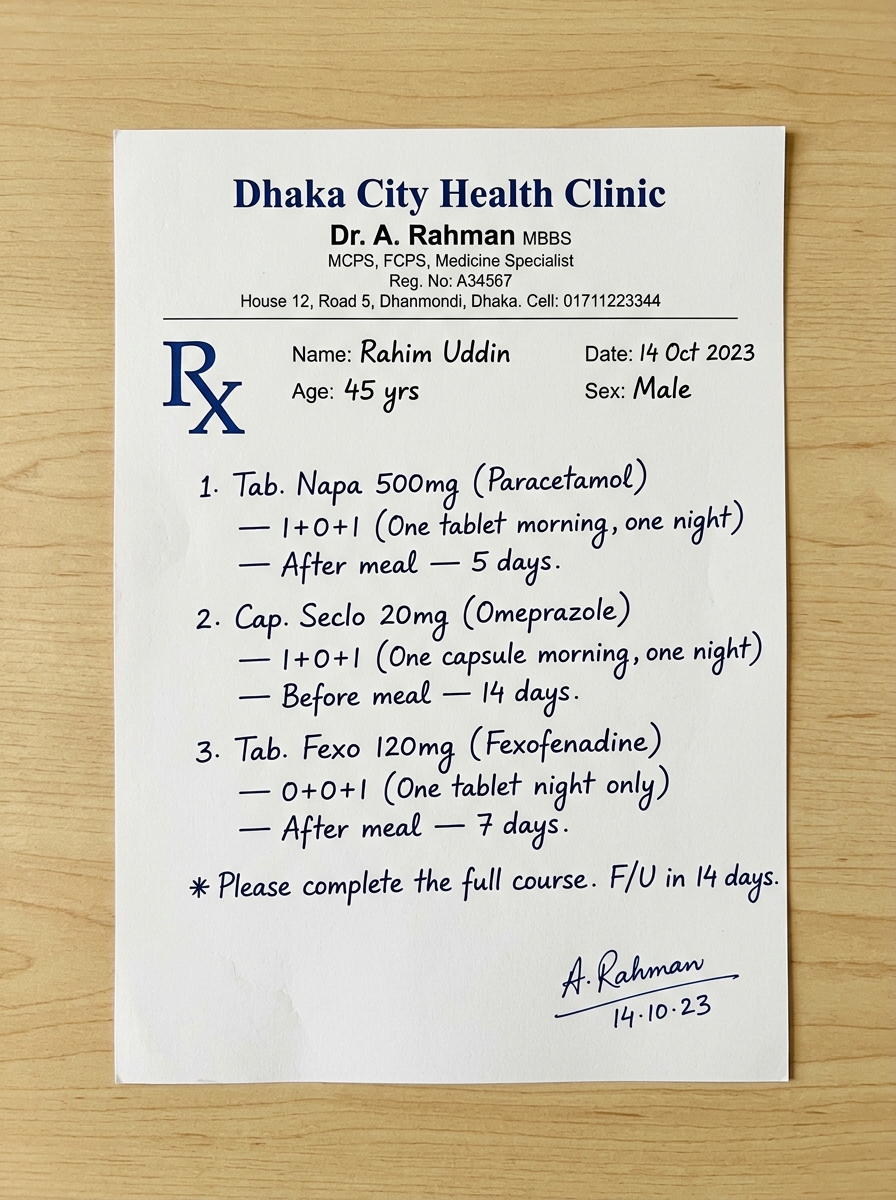 Dhaka City Health Clinic
Dr. A. Rahman MBBS
MCPS, FCPS, Medicine Specialist
Reg. No: A34567
House 12, Road 5, Dhanmondi, Dhaka. Cell: 01711223344
Rx
Name: Rahim Uddin Date: 14 Oct 2023
Age: 45 yrs Sex: Male
1. Tab. Napa 500mg (Paracetamol)
— 1+0+1 (One tablet morning, one night)
— After meal — 5 days.
2. Cap. Seclo 20mg (Omeprazole)
— 1+0+1 (One capsule morning, one night)
— Before meal — 14 days.
3. Tab. Fexo 120mg (Fexofenadine)
— 0+0+1 (One tablet night only)
— After meal — 7 days.
* Please complete the full course. F/U in 14 days.
A. Rahman
14.10.23